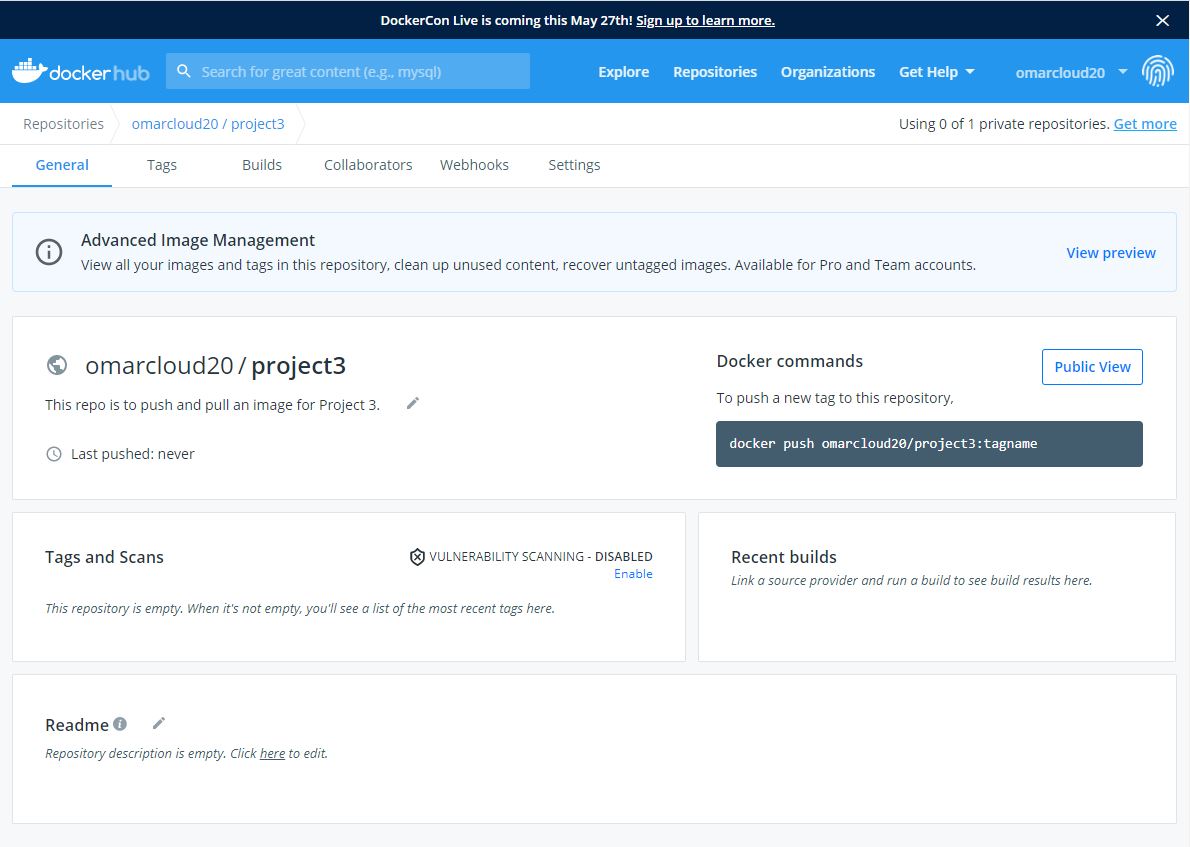 DockerCon Live is coming this May 27th! Sign up to learn more.
dockerhub
Search for great content (e.g., mysql)
Explore
Repositories
Organizations
Get Help
omarcloud20
Repositories
omarcloud20 / project3
Using 0 of 1 private repositories. Get more
General
Tags
Builds
Collaborators
Webhooks
Settings
Advanced Image Management
View all your images and tags in this repository, clean up unused content, recover untagged images. Available for Pro and Team accounts.
View preview
omarcloud20 / project3
This repo is to push and pull an image for Project 3.
Last pushed: never
Docker commands
Public View
To push a new tag to this repository,
docker push omarcloud20/project3:tagname
Tags and Scans
VULNERABILITY SCANNING - DISABLED
Enable
This repository is empty. When it's not empty, you'll see a list of the most recent tags here.
Recent builds
Link a source provider and run a build to see build results here.
Readme
Repository description is empty. Click here to edit.